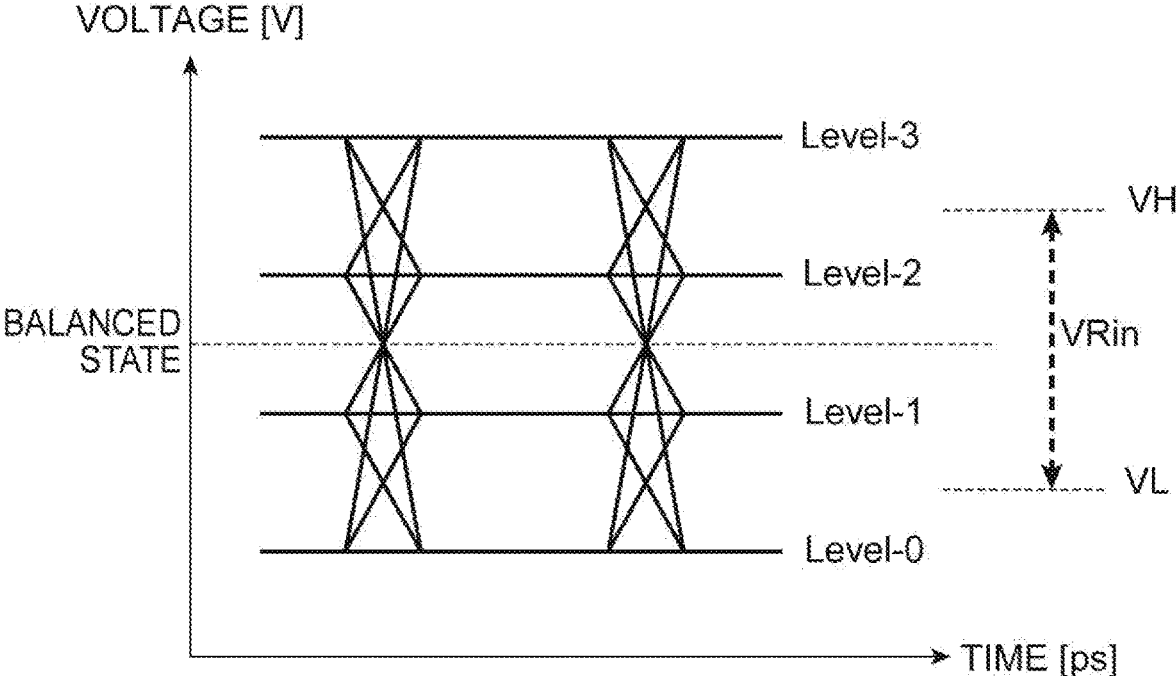 VOLTAGE [V]
Level-3
VH
Level-2
BALANCED
STATE
VRin
Level-1
VL
Level-0
TIME [ps]